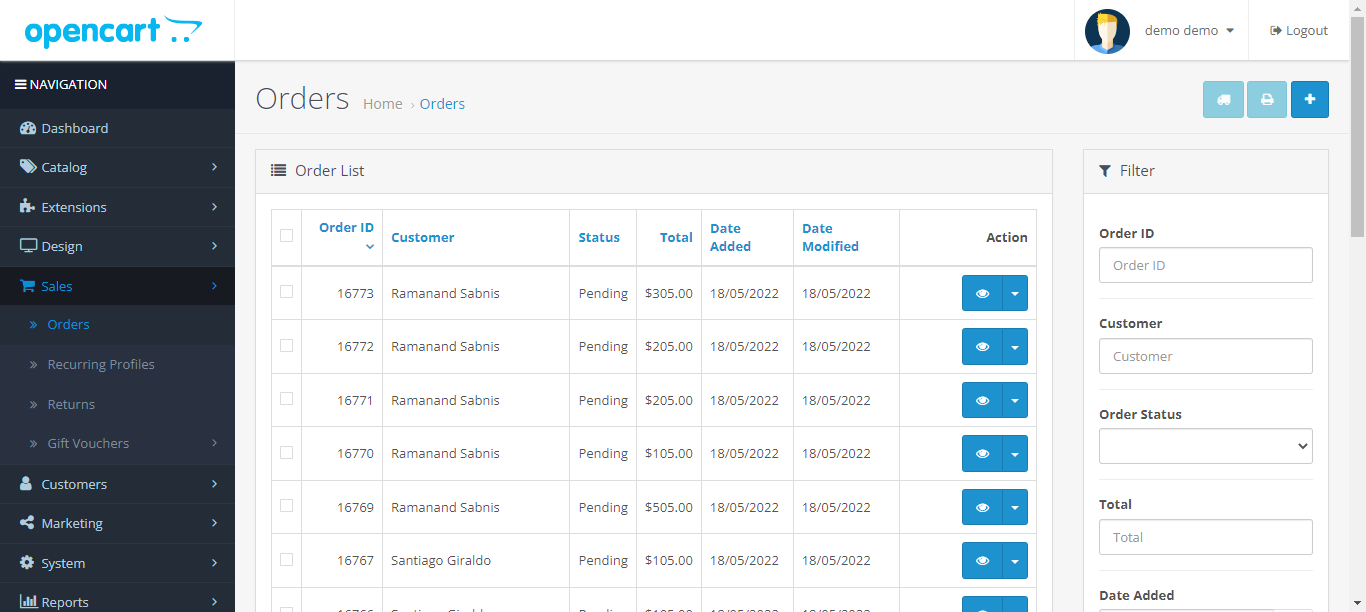 opencart
demo demo
Logout
NAVIGATION
Dashboard
Catalog
Extensions
Design
Sales
Orders
Recurring Profiles
Returns
Gift Vouchers
Customers
Marketing
System
Reports
Orders Home › Orders
Order List
Order ID Customer Status Total Date Added Date Modified Action
16773 Ramanand Sabnis Pending $305.00 18/05/2022 18/05/2022
16772 Ramanand Sabnis Pending $205.00 18/05/2022 18/05/2022
16771 Ramanand Sabnis Pending $205.00 18/05/2022 18/05/2022
16770 Ramanand Sabnis Pending $105.00 18/05/2022 18/05/2022
16769 Ramanand Sabnis Pending $505.00 18/05/2022 18/05/2022
16767 Santiago Giraldo Pending $105.00 18/05/2022 18/05/2022
Filter
Order ID
Order ID
Customer
Customer
Order Status
Total
Total
Date Added